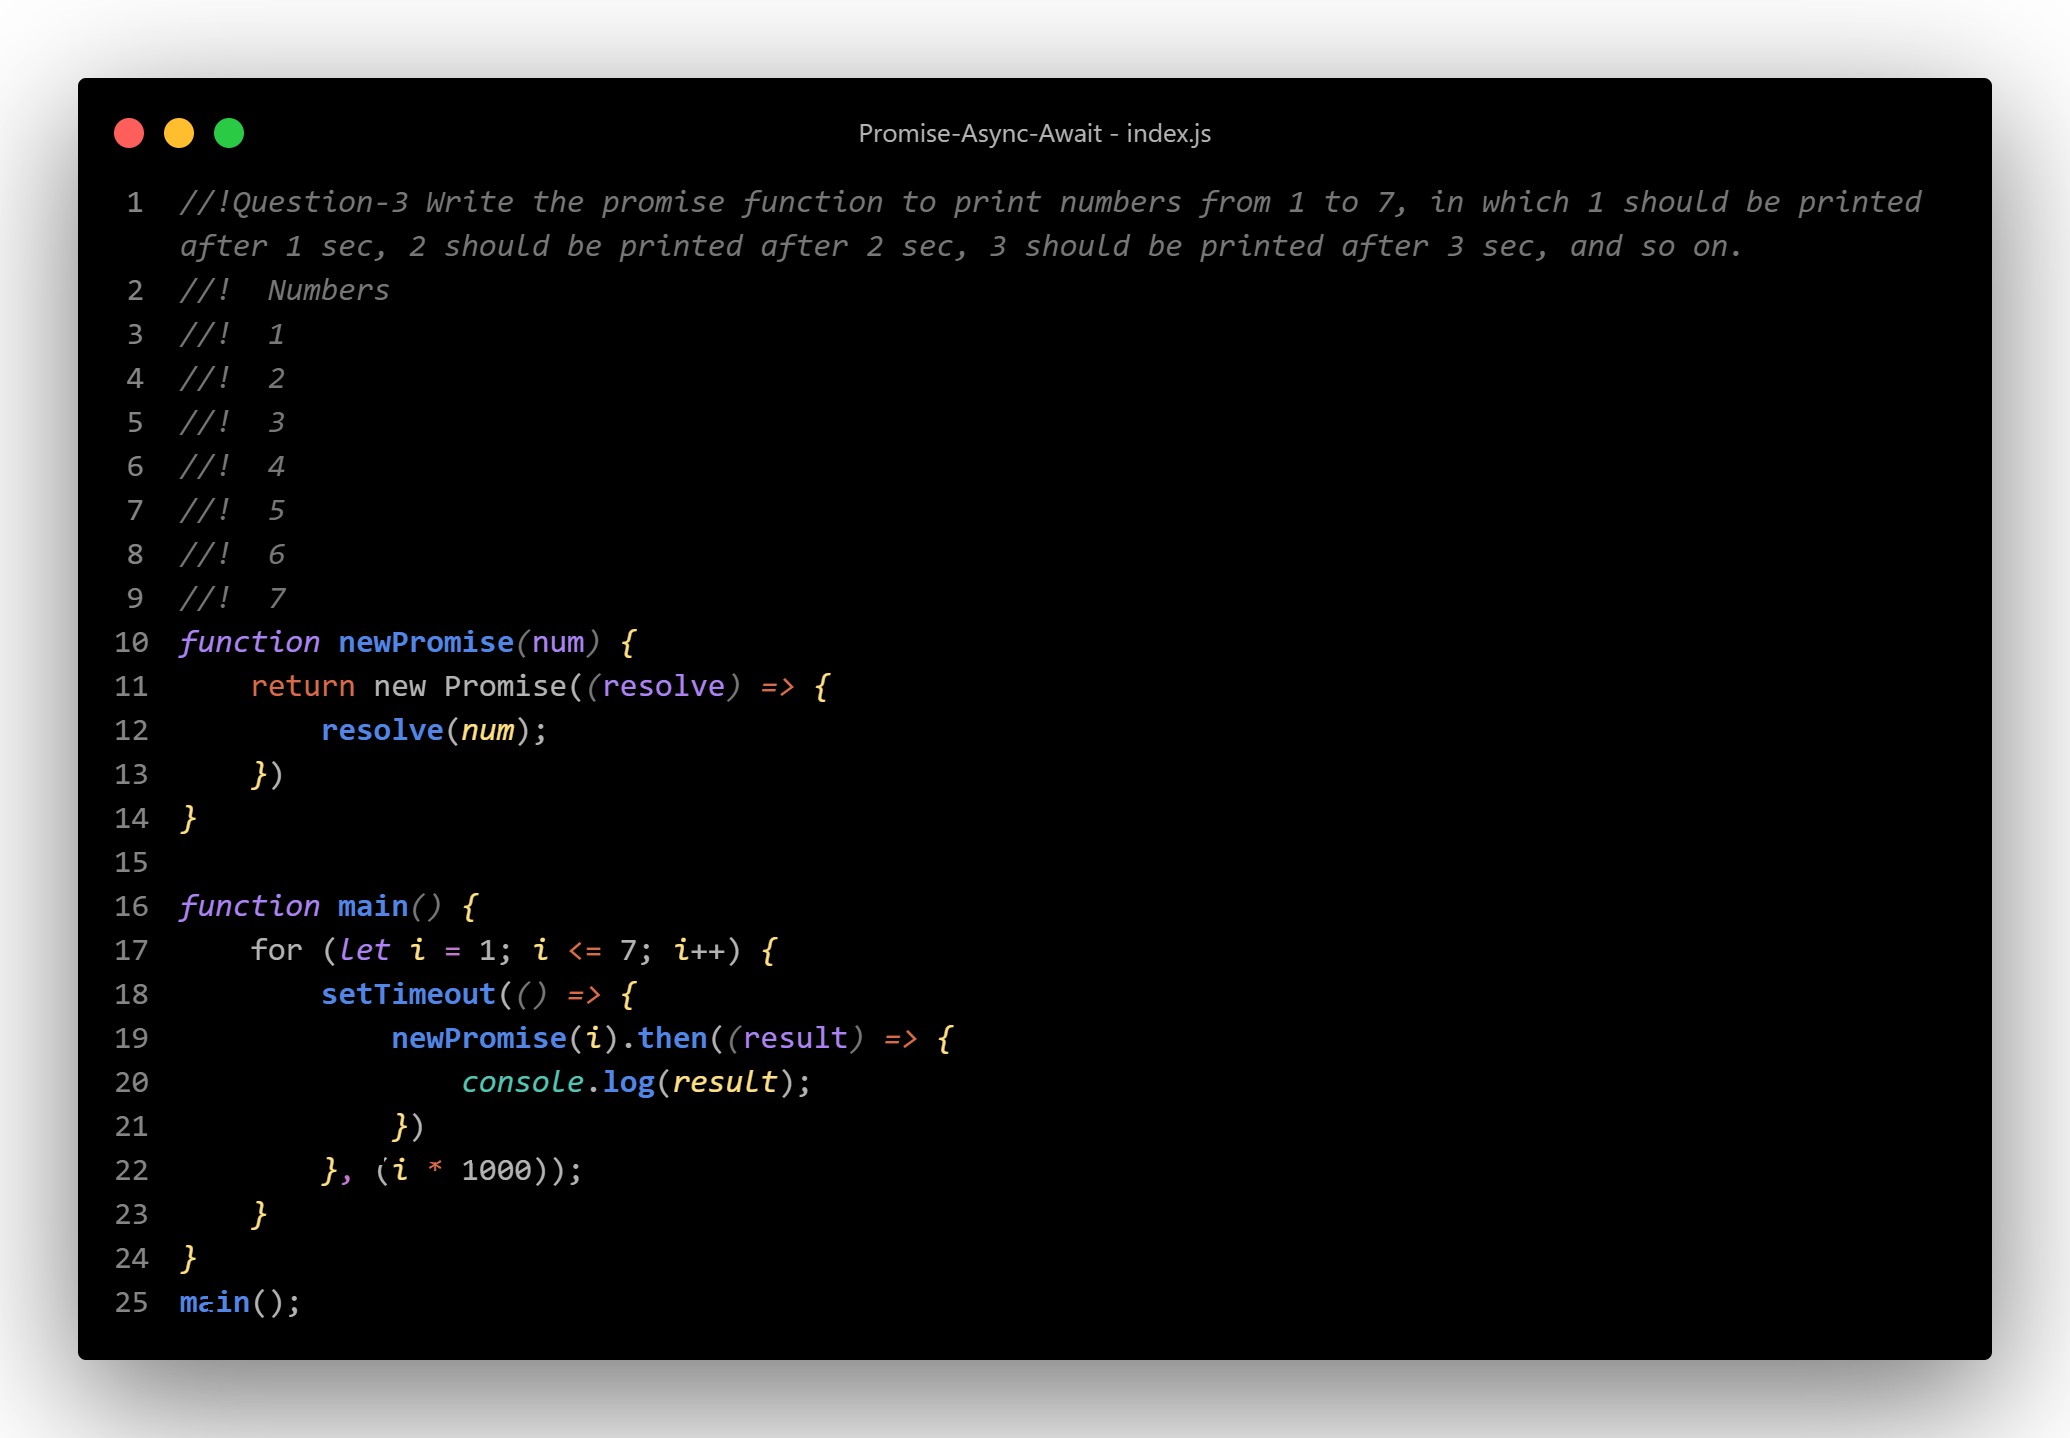 Promise-Async-Await - index.js
1 //!Question-3 Write the promise function to print numbers from 1 to 7, in which 1 should be printed
after 1 sec, 2 should be printed after 2 sec, 3 should be printed after 3 sec, and so on.
2 //!  Numbers
3 //!  1
4 //!  2
5 //!  3
6 //!  4
7 //!  5
8 //!  6
9 //!  7
10 function newPromise(num) {
11     return new Promise((resolve) => {
12         resolve(num);
13     })
14 }
15
16 function main() {
17     for (let i = 1; i <= 7; i++) {
18         setTimeout(() => {
19             newPromise(i).then((result) => {
20                 console.log(result);
21             })
22         }, (i * 1000));
23     }
24 }
25 main();